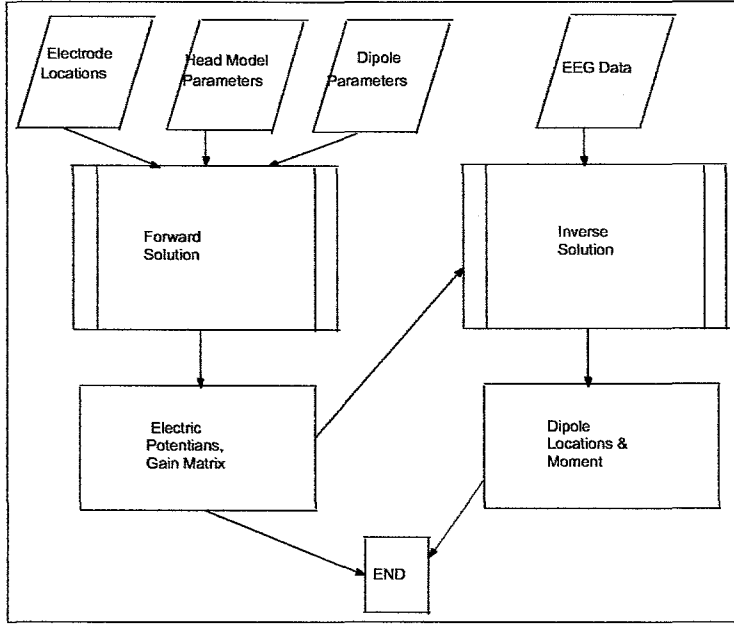 Electrode
Locations
Head Model
Parameters
Dipole
Parameters
EEG Data
Forward
Solution
Inverse
Solution
Electric
Potentians,
Gain Matrix
Dipole
Locations &
Moment
END